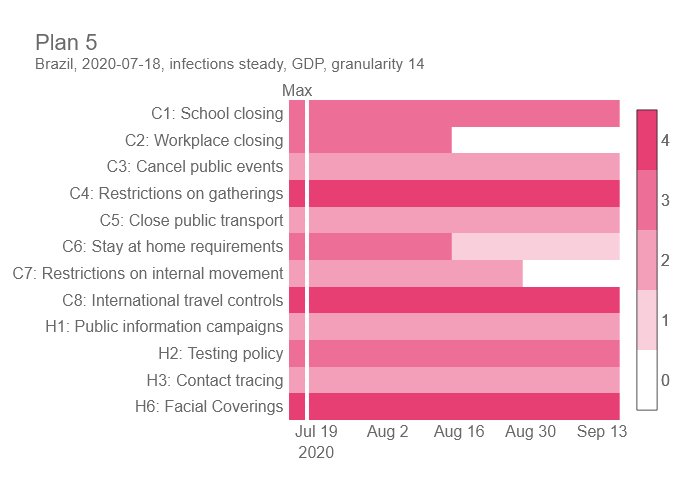 Plan 5
Brazil, 2020-07-18, infections steady, GDP, granularity 14
Max
C1: School closing
C2: Workplace closing
C3: Cancel public events
C4: Restrictions on gatherings
C5: Close public transport
C6: Stay at home requirements
C7: Restrictions on internal movement
C8: International travel controls
H1: Public information campaigns
H2: Testing policy
H3: Contact tracing
H6: Facial Coverings
Jul 19 Aug 2 Aug 16 Aug 30 Sep 13
2020
4
3
2
1
0